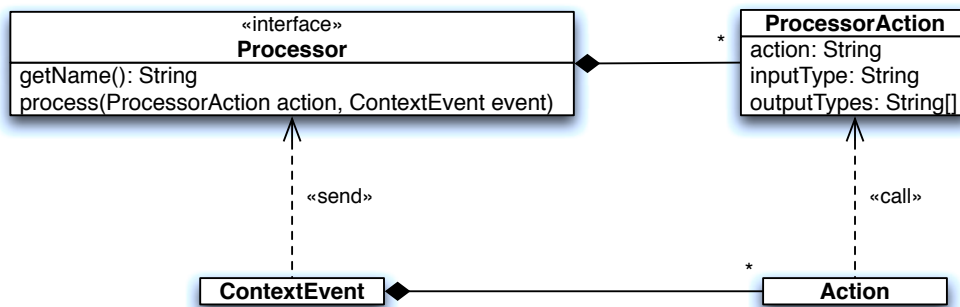 «interface»
Processor
getName(): String
process(ProcessorAction action, ContextEvent event)
*
ProcessorAction
action: String
inputType: String
outputTypes: String[]
«send»
«call»
ContextEvent
*
Action